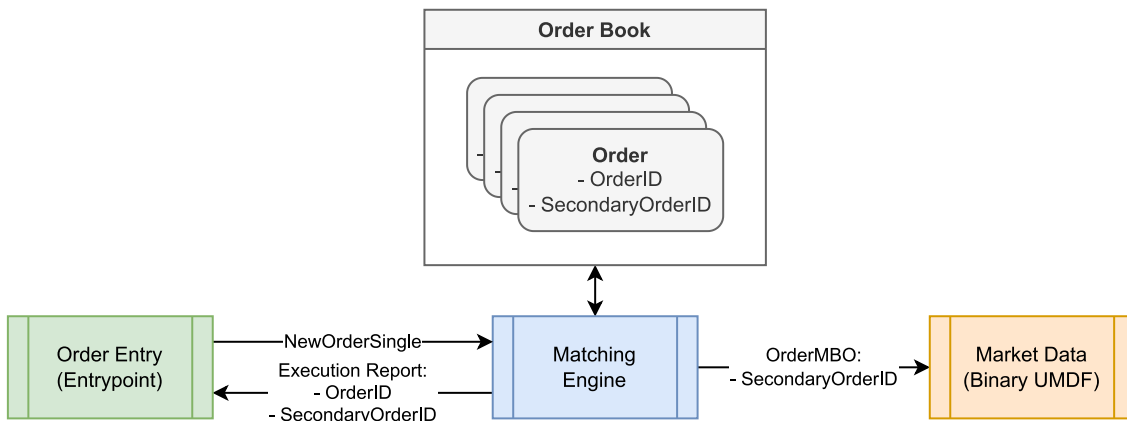 Order Book
Order
- OrderID
- SecondaryOrderID
Order Entry
(Entrypoint)
NewOrderSingle
Execution Report:
- OrderID
- SecondaryOrderID
Matching
Engine
OrderMBO:
- SecondaryOrderID
Market Data
(Binary UMDF)